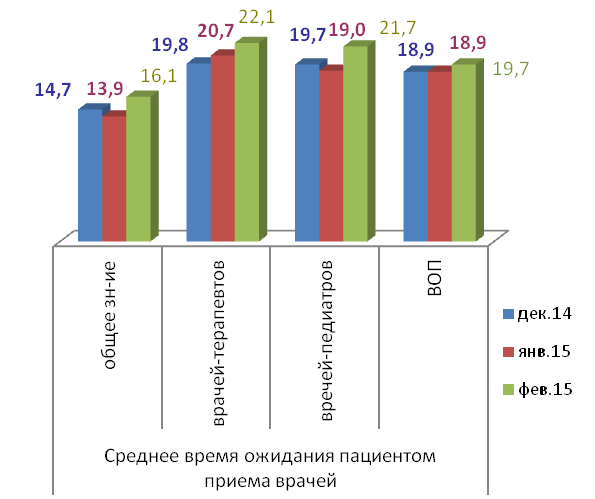 14,7
13,9
16,1
19,8
20,7
22,1
19,7
19,0
21,7
18,9
18,9
19,7
общее зн-ие
врачей-терапевтов
вречей-педиатров
ВОП
Среднее время ожидания пациентом
приема врачей
дек.14
янв.15
фев.15